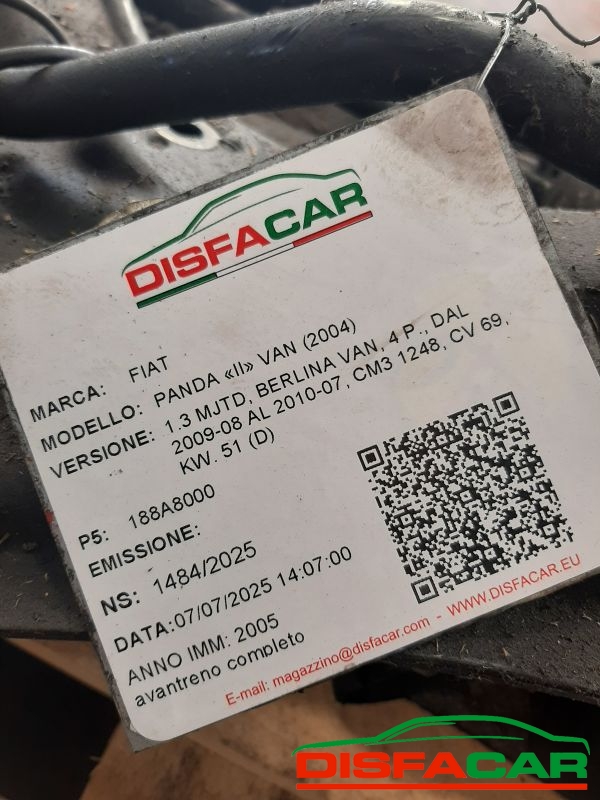 DISFACAR
MARCA: FIAT
MODELLO: PANDA «II» VAN (2004)
VERSIONE: 1.3 MJTD, BERLINA VAN, 4 P., DAL
2009-08 AL 2010-07, CM3 1248, CV 69,
KW. 51 (D)
P5: 188A8000
EMISSIONE:
NS: 1484/2025
DATA:07/07/2025 14:07:00
ANNO IMM: 2005
avantreno completo
E-mail: magazzino@disfacar.com - WWW.DISFACAR.EU
DISFACAR